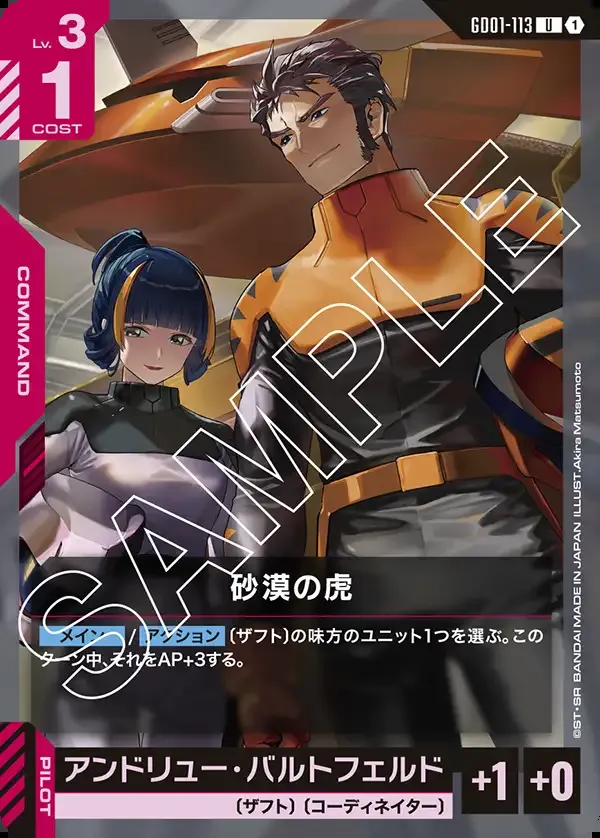 Lv. 3
1
COST
GD01-113 U 1
COMMAND
SAMPLE
砂漠の虎
メイン / アクション 〔ザフト〕の味方のユニット1つを選ぶ。この
ターン中、それをAP+3する。
©ST・SR BANDAI MADE IN JAPAN ILLUST.Akira Matsumoto
PILOT
アンドリュー・バルトフェルド
〔ザフト〕〔コーディネイター〕
+1 +0